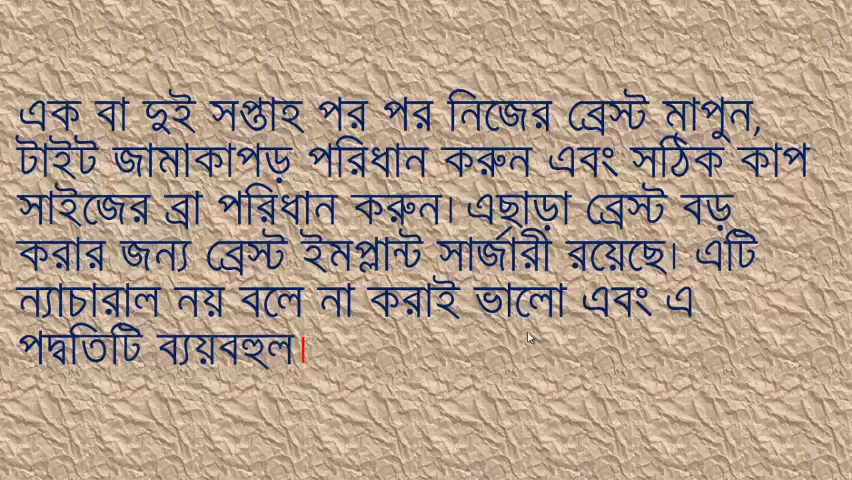 এক বা দুই সপ্তাহ পর পর নিজের ব্রেস্ট মাপুন,
টাইট জামাকাপড় পরিধান করুন এবং সঠিক কাপ
সাইজের ব্রা পরিধান করুন। এছাড়া ব্রেস্ট বড়
করার জন্য ব্রেস্ট ইমপ্লান্ট সার্জারী রয়েছে। এটি
ন্যাচারাল নয় বলে না করাই ভালো এবং এ
পদ্বতিটি ব্যয়বহুল।